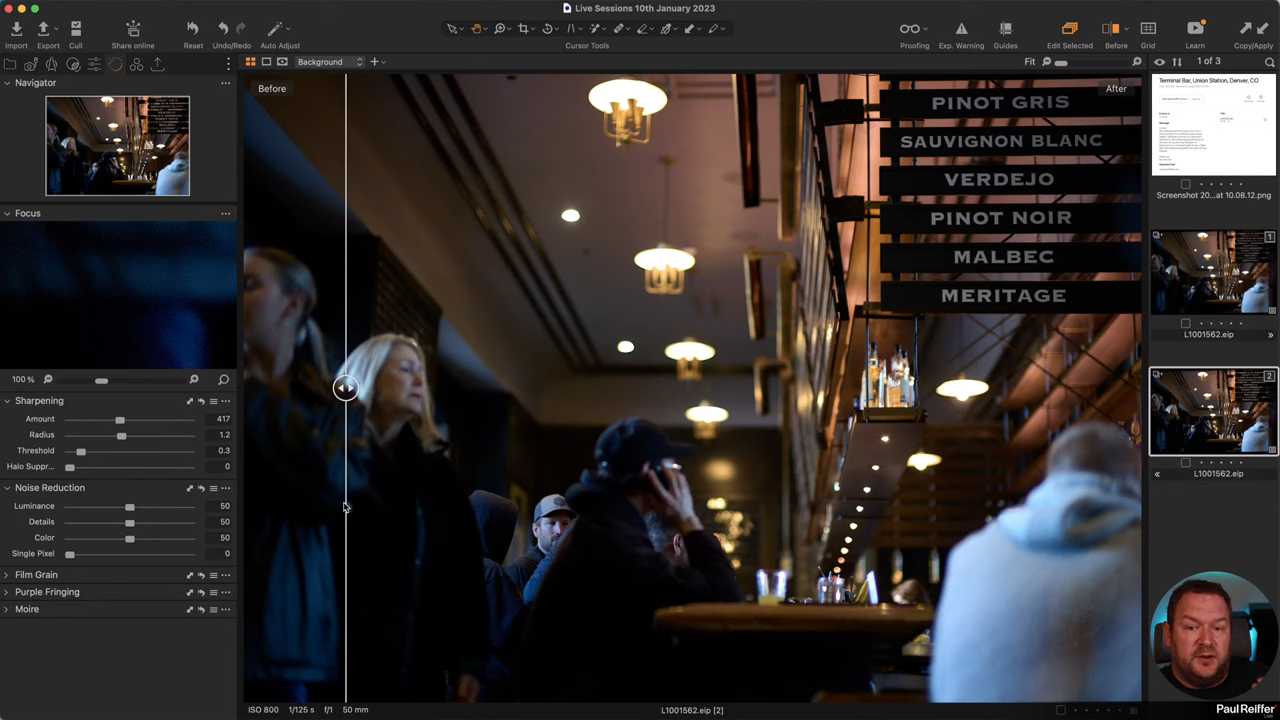 Live Sessions 10th January 2023
Import
Export
Cull
Share online
Reset
Undo/Redo
Auto Adjust
Cursor Tools
Proofing
Exp. Warning
Guides
Edit Selected
Before
Grid
Learn
Copy/Apply
Navigator
Background
Fit
1 of 3
Before
After
Terminal Bar, Union Station, Denver, CO
Screenshot 20...at 10.08.12.png
PINOT GRIS
VIGNON BLANC
VERDEJO
PINOT NOIR
MALBEC
MERITAGE
Focus
100 %
Sharpening
Amount 417
Radius 1.2
Threshold 0.3
Halo Suppr... 0
Noise Reduction
Luminance 50
Details 50
Color 50
Single Pixel 0
Film Grain
Purple Fringing
Moire
1
L1001562.eip
2
L1001562.eip
ISO 800 1/125 s f/1 50 mm
L1001562.eip [2]
PaulReiffer
Live